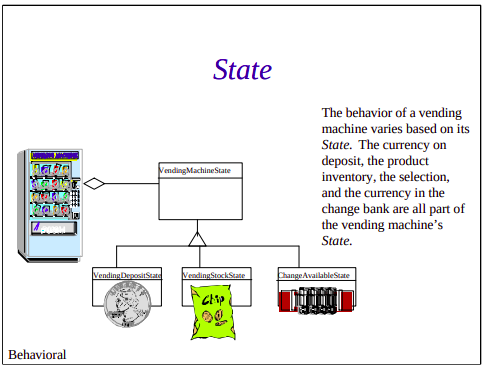 State
The behavior of a vending
machine varies based on its
State. The currency on
deposit, the product
inventory, the selection,
and the currency in the
change bank are all part of
the vending machine's
State.
VendingMachineState
VendingDepositState
VendingStockState
ChangeAvailableState
Chip
Behavioral